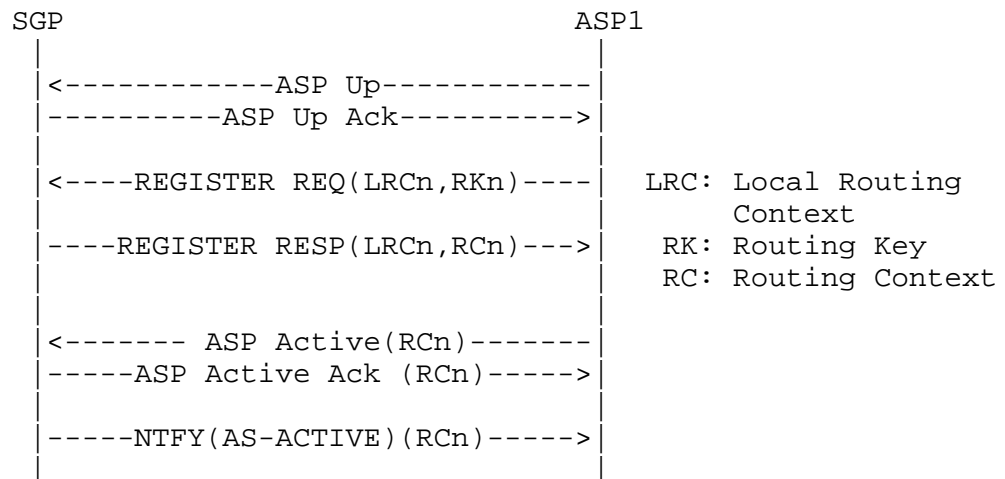 SGP ASP1
|<------------ASP Up------------|
|----------ASP Up Ack---------->|
|<----REGISTER REQ(LRCn,RKn)----| LRC: Local Routing
Context
|----REGISTER RESP(LRCn,RCn)--->| RK: Routing Key
RC: Routing Context
|<------- ASP Active(RCn)-------|
|-----ASP Active Ack (RCn)----->|
|-----NTFY(AS-ACTIVE)(RCn)----->|